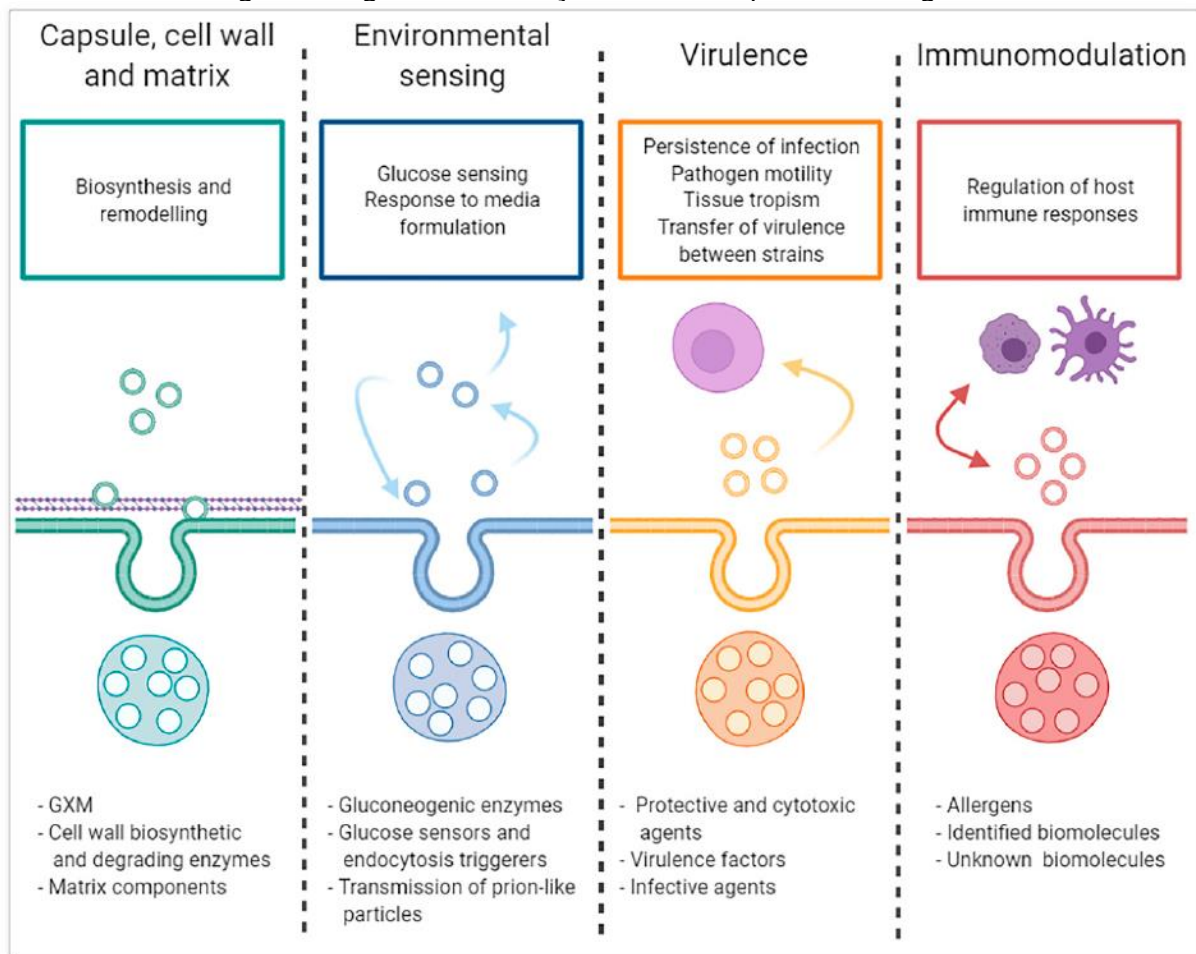 Capsule, cell wall
and matrix
Biosynthesis and
remodelling
- GXM
- Cell wall biosynthetic
and degrading enzymes
- Matrix components
Environmental
sensing
Glucose sensing
Response to media
formulation
- Gluconeogenic enzymes
- Glucose sensors and
endocytosis triggerers
- Transmission of prion-like
particles
Virulence
Persistence of infection
Pathogen motility
Tissue tropism
Transfer of virulence
between strains
- Protective and cytotoxic
agents
- Virulence factors
- Infective agents
Immunomodulation
Regulation of host
immune responses
- Allergens
- Identified biomolecules
- Unknown biomolecules